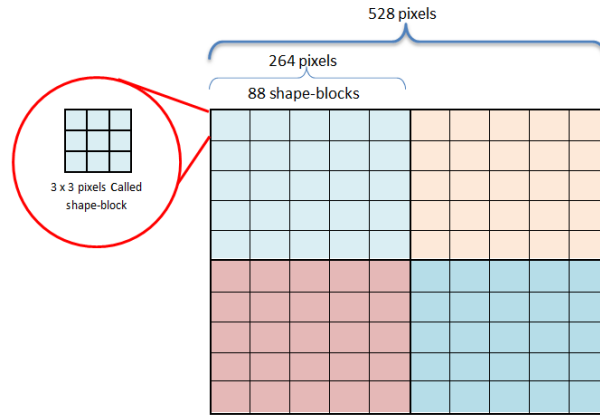 528 pixels
264 pixels
88 shape-blocks
3 x 3 pixels Called
shape-block